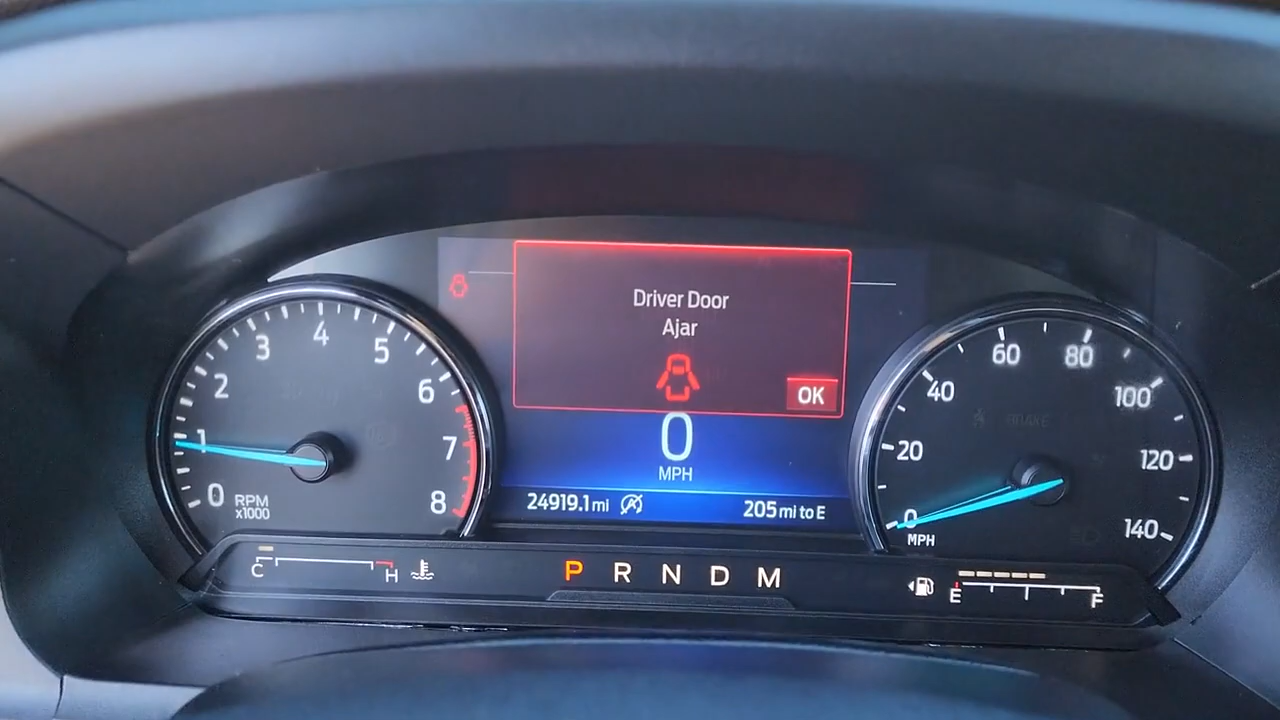 Driver Door
Ajar
OK
0
MPH
24919.1 mi
205 mi to E
0
1
2
3
4
5
6
7
8
RPM
x1000
0
20
40
60
80
100
120
140
MPH
BRAKE
C
H
P R N D M
E
F